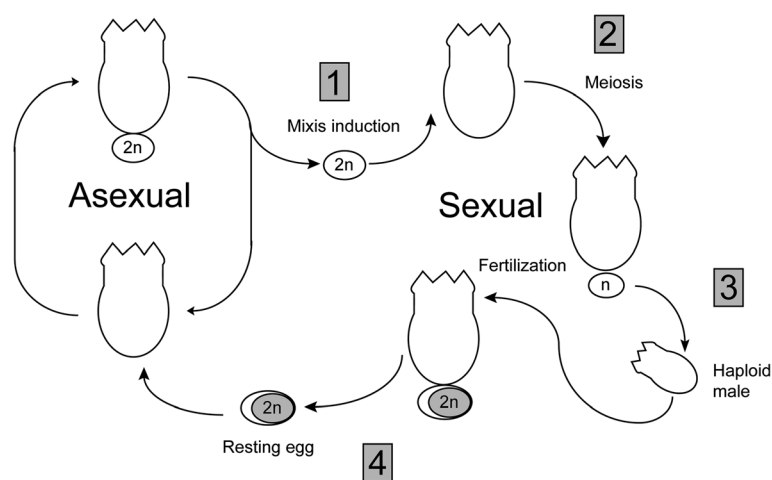 2
1
Meiosis
Mixis induction
2n
2n
Asexual
Sexual
Fertilization
n
3
Haploid
male
2n
2n
Resting egg
4